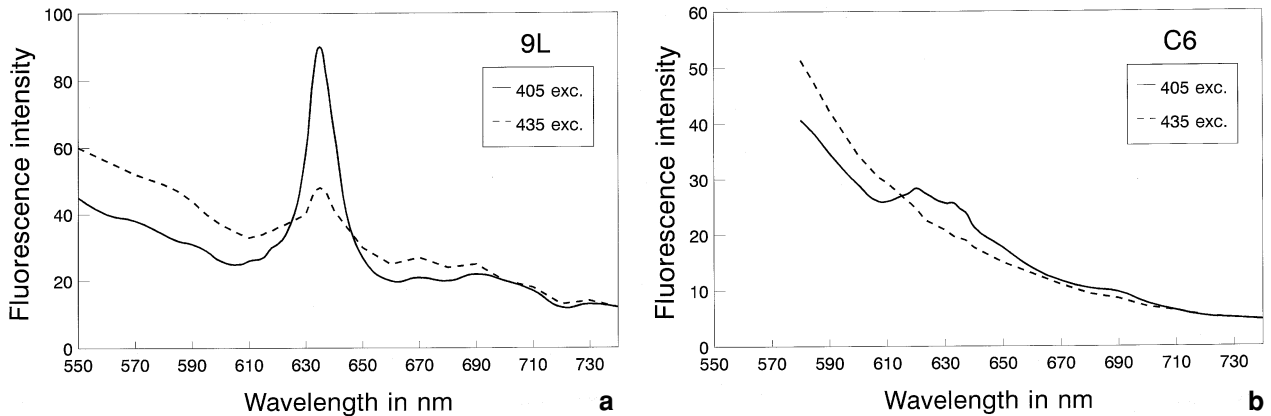 9L
405 exc.
435 exc.
Fluorescence intensity
100
80
60
40
20
0
550 570 590 610 630 650 670 690 710 730
Wavelength in nm
a
C6
405 exc.
435 exc.
Fluorescence intensity
60
50
40
30
20
10
0
550 570 590 610 630 650 670 690 710 730
Wavelength in nm
b